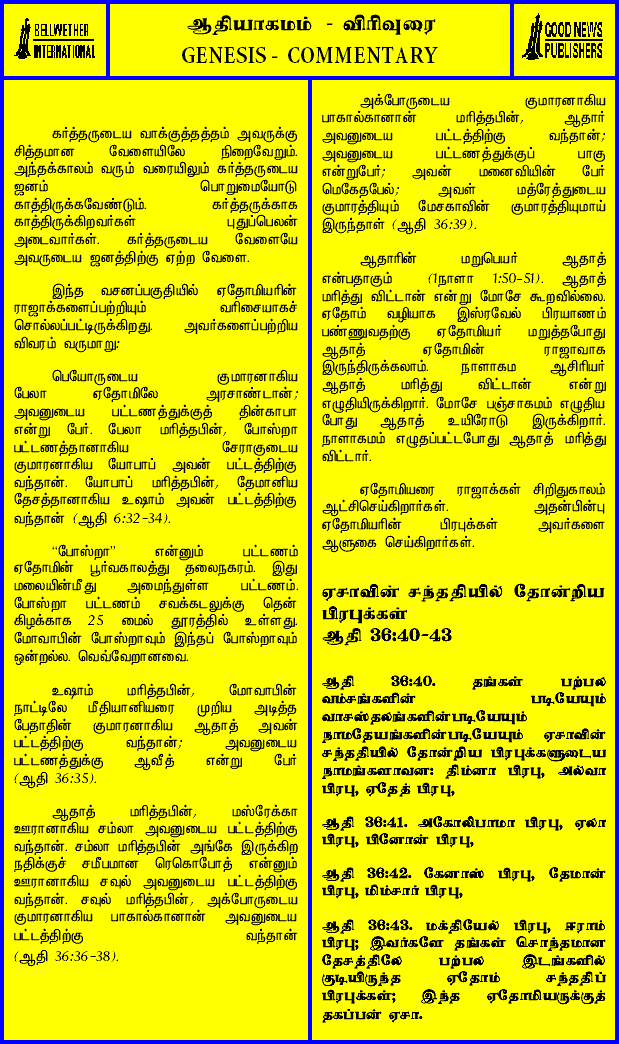 BELLWETHER
INTERNATIONAL
ஆதியாகமம் - விரிவுரை
GENESIS - COMMENTARY
GOOD NEWS
PUBLISHERS
கர்த்தருடைய வாக்குத்தத்தம் அவருக்கு
சித்தமான வேளையிலே நிறைவேறும்.
அந்தக்காலம் வரும் வரையிலும் கர்த்தருடைய
ஜனம் பொறுமையோடு
காத்திருக்கவேண்டும். கர்த்தருக்காக
காத்திருக்கிறவர்கள் புதுப்பெலன்
அடைவார்கள். கர்த்தருடைய வேளையே
அவருடைய ஜனத்திற்கு ஏற்ற வேளை.
இந்த வசனப்பகுதியில் ஏதோமியரின்
ராஜாக்களைப்பற்றியும் வரிசையாகச்
சொல்லப்பட்டிருக்கிறது. அவர்களைப்பற்றிய
விவரம் வருமாறு:
பெயோருடைய குமாரனாகிய
பேலா ஏதோமிலே அரசாண்டான்;
அவனுடைய பட்டணத்துக்குத் தின்காபா
என்று பேர். பேலா மரித்தபின், போஸ்றா
பட்டணத்தானாகிய சேராகுடைய
குமாரனாகிய யோபாப் அவன் பட்டத்திற்கு
வந்தான். யோபாப் மரித்தபின், தேமானிய
தேசத்தானாகிய உஷாம் அவன் பட்டத்திற்கு
வந்தான் (ஆதி 6:32-34).
“போஸ்றா” என்னும் பட்டணம்
ஏதோமின் பூர்வகாலத்து தலைநகரம். இது
மலையின்மீது அமைந்துள்ள பட்டணம்.
போஸ்றா பட்டணம் சவக்கடலுக்கு தென்
கிழக்காக 25 மைல் தூரத்தில் உள்ளது.
மோவாபின் போஸ்றாவும் இந்தப் போஸ்றாவும்
ஒன்றல்ல. வெவ்வேறானவை.
உஷாம் மரித்தபின், மோவாபின்
நாட்டிலே மீதியானியரை முறிய அடித்த
பேதாதின் குமாரனாகிய ஆதாத் அவன்
பட்டத்திற்கு வந்தான்; அவனுடைய
பட்டணத்துக்கு ஆவீத் என்று பேர்
(ஆதி 36:35).
ஆதாத் மரித்தபின், மஸ்ரேக்கா
ஊரானாகிய சம்லா அவனுடைய பட்டத்திற்கு
வந்தான். சம்லா மரித்தபின் அங்கே இருக்கிற
நதிக்குச் சமீபமான ரெகொபோத் என்னும்
ஊரானாகிய சவுல் அவனுடைய பட்டத்திற்கு
வந்தான். சவுல் மரித்தபின், அக்போருடைய
குமாரனாகிய பாகால்கானான் அவனுடைய
பட்டத்திற்கு வந்தான்
(ஆதி 36:36-38).
அக்போருடைய குமாரனாகிய
பாகால்கானான் மரித்தபின், ஆதார்
அவனுடைய பட்டத்திற்கு வந்தான்;
அவனுடைய பட்டணத்துக்குப் பாகு
என்றுபேர்; அவன் மனைவியின் பேர்
மெகேதபேல்; அவள் மத்ரேத்துடைய
குமாரத்தியும் மேசகாவின் குமாரத்தியுமாய்
இருந்தாள் (ஆதி 36:39).
ஆதாரின் மறுபெயர் ஆதாத்
என்பதாகும் (1நாளா 1:50-51). ஆதாத்
மரித்து விட்டான் என்று மோசே கூறவில்லை.
ஏதோம் வழியாக இஸ்ரவேல் பிரயாணம்
பண்ணுவதற்கு ஏதோமியர் மறுத்தபோது
ஆதாத் ஏதோமின் ராஜாவாக
இருந்திருக்கலாம். நாளாகம ஆசிரியர்
ஆதாத் மரித்து விட்டான் என்று
எழுதியிருக்கிறார். மோசே பஞ்சாகமம் எழுதிய
போது ஆதாத் உயிரோடு இருக்கிறார்.
நாளாகமம் எழுதப்பட்டபோது ஆதாத் மரித்து
விட்டார்.
ஏதோமியரை ராஜாக்கள் சிறிதுகாலம்
ஆட்சிசெய்கிறார்கள். அதன்பின்பு
ஏதோமியரின் பிரபுக்கள் அவர்களை
ஆளுகை செய்கிறார்கள்.
ஏசாவின் சந்ததியில் தோன்றிய
பிரபுக்கள்
ஆதி 36:40-43
ஆதி 36:40. தங்கள் பற்பல
வம்சங்களின் படியேயும்
வாசஸ்தலங்களின்படியேயும்
நாமதேயங்களின்படியேயும் ஏசாவின்
சந்ததியில் தோன்றிய பிரபுக்களுடைய
நாமங்களாவன: திம்னா பிரபு, அல்வா
பிரபு, ஏதேத் பிரபு,
ஆதி 36:41. அகோலிபாமா பிரபு, ஏலா
பிரபு, பினோன் பிரபு,
ஆதி 36:42. கேனாஸ் பிரபு, தேமான்
பிரபு, மிம்சார் பிரபு,
ஆதி 36:43. மக்தியேல் பிரபு, ஈராம்
பிரபு; இவர்களே தங்கள் சொந்தமான
தேசத்திலே பற்பல இடங்களில்
குடியிருந்த ஏதோம் சந்ததிப்
பிரபுக்கள்; இந்த ஏதோமியருக்குத்
தகப்பன் ஏசா.